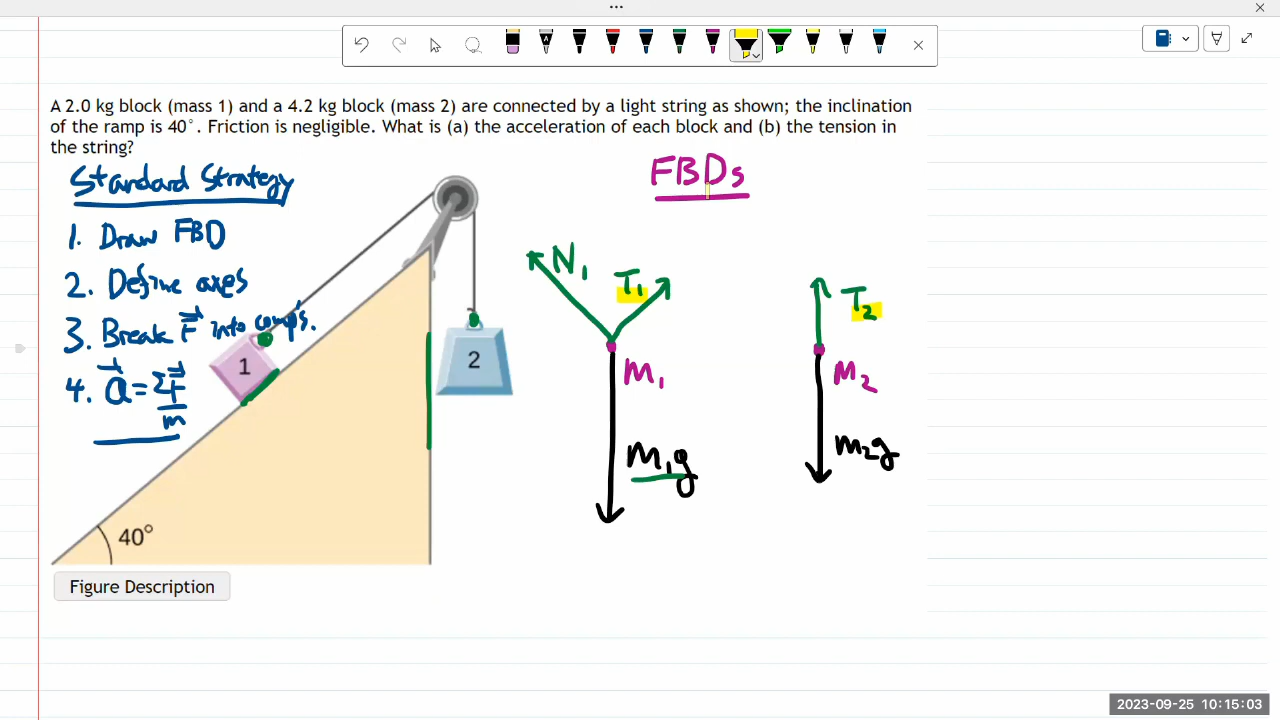 A 2.0 kg block (mass 1) and a 4.2 kg block (mass 2) are connected by a light string as shown; the inclination
of the ramp is 40°. Friction is negligible. What is (a) the acceleration of each block and (b) the tension in
the string?
Standard Strategy
1. Draw FBD
2. Define axes
3. Break F⃗ into comp's.
4. a⃗ = ΣF⃗/m
FBDs
N₁
T₁
M₁
m₁g
T₂
M₂
m₂g
1
2
40°
Figure Description
2023-09-25 10:15:03